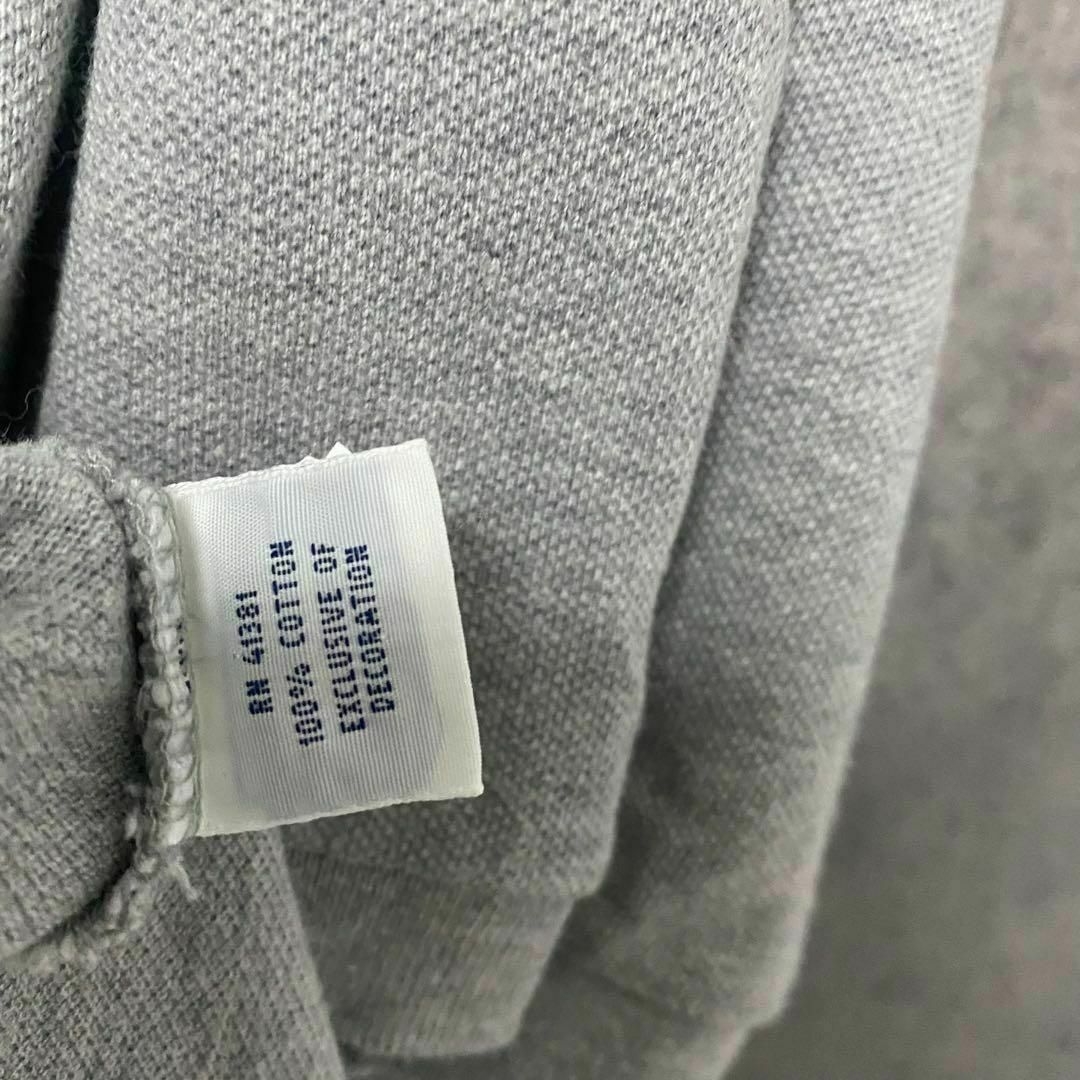 RN 41381
100% COTTON
EXCLUSIVE OF
DECORATION